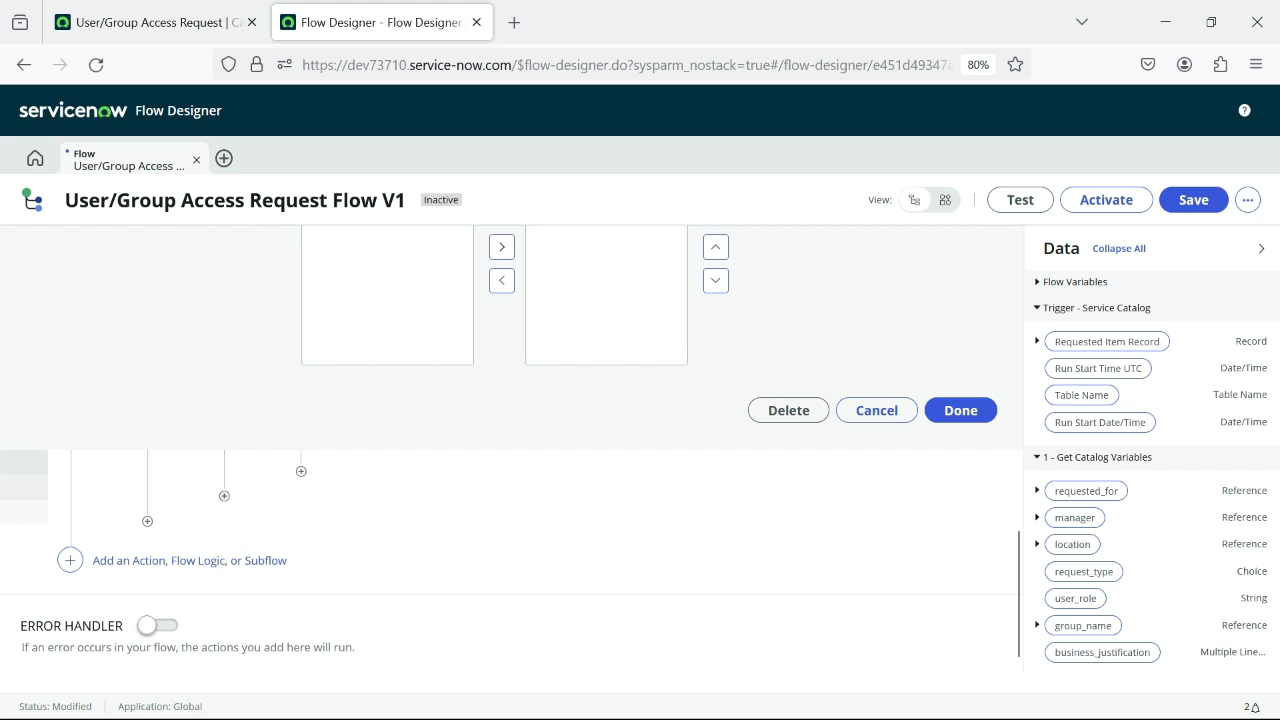 User/Group Access Request | Ca
Flow Designer - Flow Designer
https://dev73710.service-now.com/$flow-designer.do?sysparm_nostack=true#/flow-designer/e451d49347a
80%
servicenow Flow Designer
Flow
User/Group Access ...
User/Group Access Request Flow V1 Inactive
View:
Test
Activate
Save
Data Collapse All
Flow Variables
Trigger - Service Catalog
Requested Item Record Record
Run Start Time UTC Date/Time
Table Name Table Name
Run Start Date/Time Date/Time
Delete
Cancel
Done
1 - Get Catalog Variables
requested_for Reference
manager Reference
location Reference
request_type Choice
user_role String
group_name Reference
business_justification Multiple Line...
Add an Action, Flow Logic, or Subflow
ERROR HANDLER
If an error occurs in your flow, the actions you add here will run.
Status: Modified
Application: Global
2